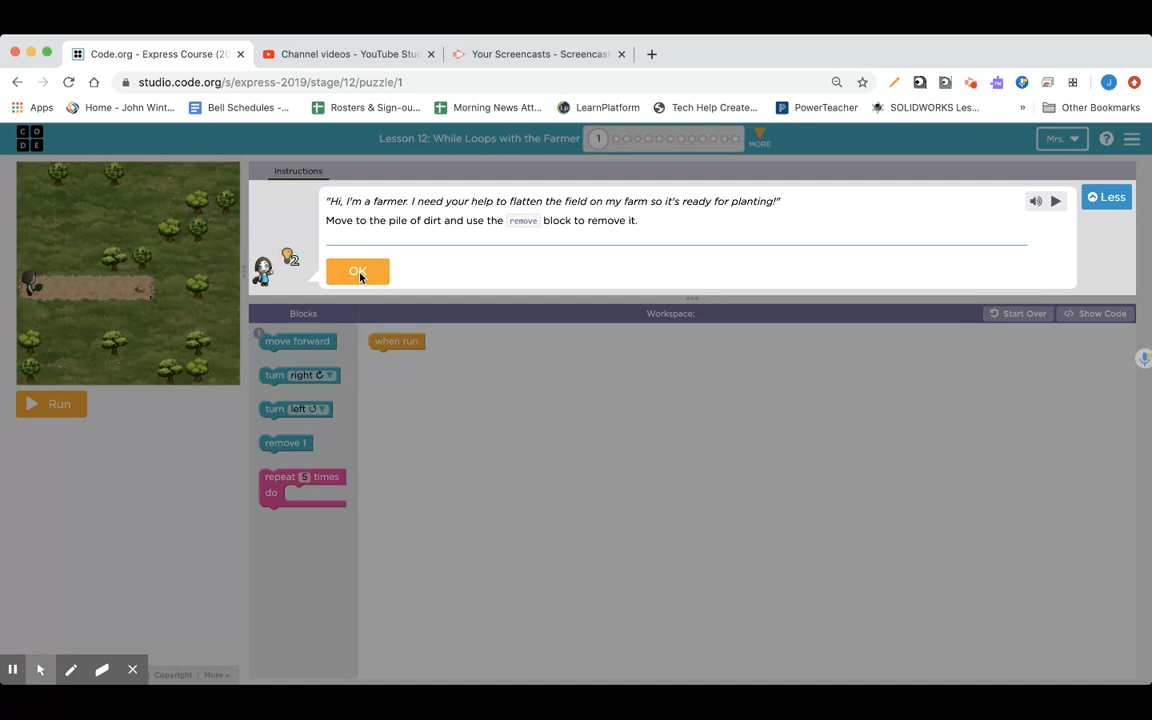 Code.org - Express Course (20
Channel videos - YouTube Stud
Your Screencasts - Screencast
studio.code.org/s/express-2019/stage/12/puzzle/1
Apps
Home - John Wint...
Bell Schedules -...
Rosters & Sign-ou...
Morning News Att...
LearnPlatform
Tech Help Create...
PowerTeacher
SOLIDWORKS Les...
»
Other Bookmarks
C O
D E
Lesson 12: While Loops with the Farmer
1
MORE
Mrs.
Instructions
"Hi, I'm a farmer. I need your help to flatten the field on my farm so it's ready for planting!"
Move to the pile of dirt and use the remove block to remove it.
Less
2
OK
Blocks
Workspace:
Start Over
</> Show Code
1
move forward
when run
turn right
turn left
remove 1
repeat 5 times
do
Run
Copyright | More